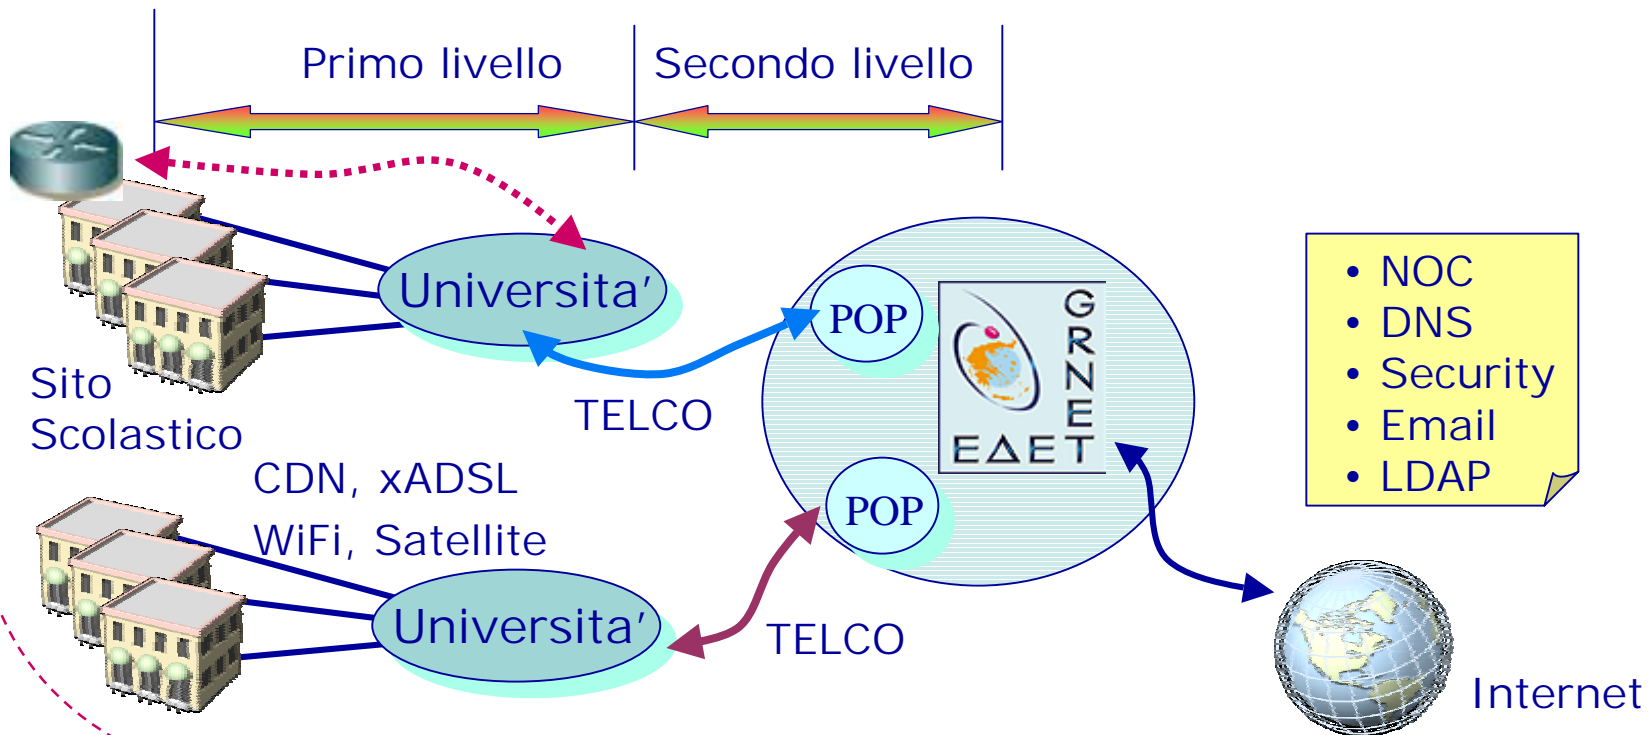 Primo livello
Secondo livello
Universita'
POP
GRNET
ΕΔΕΤ
Sito
Scolastico
TELCO
CDN, xADSL
WiFi, Satellite
POP
Universita'
TELCO
• NOC
• DNS
• Security
• Email
• LDAP
Internet